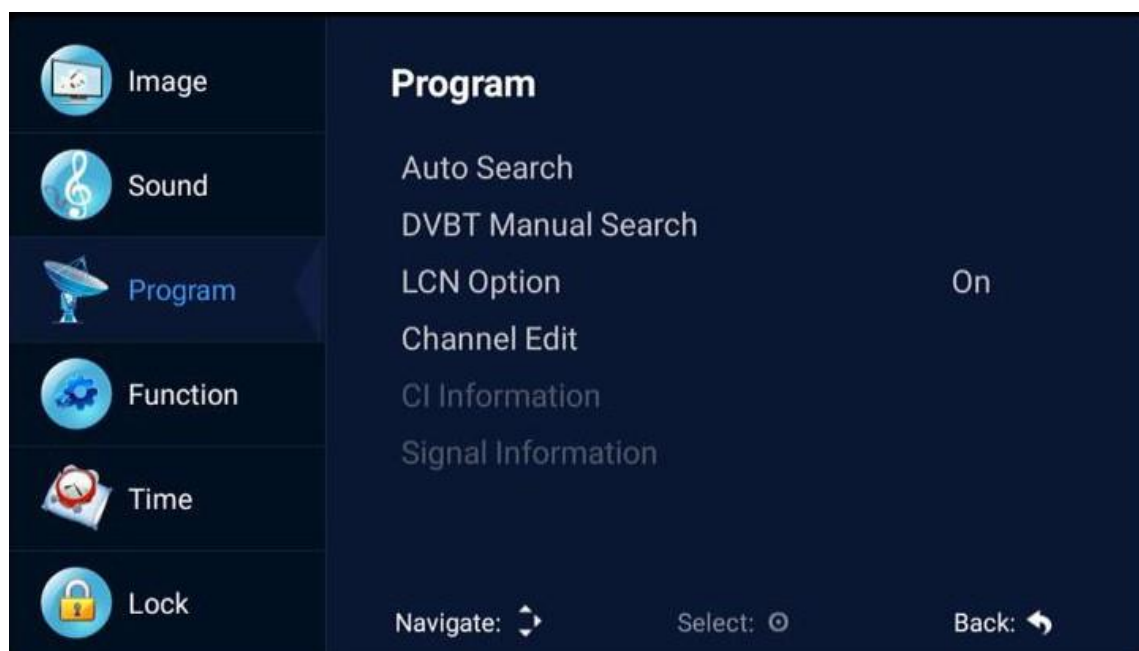 Image
Sound
Program
Function
Time
Lock
Program
Auto Search
DVBT Manual Search
LCN Option On
Channel Edit
CI Information
Signal Information
Navigate: Select: Back: